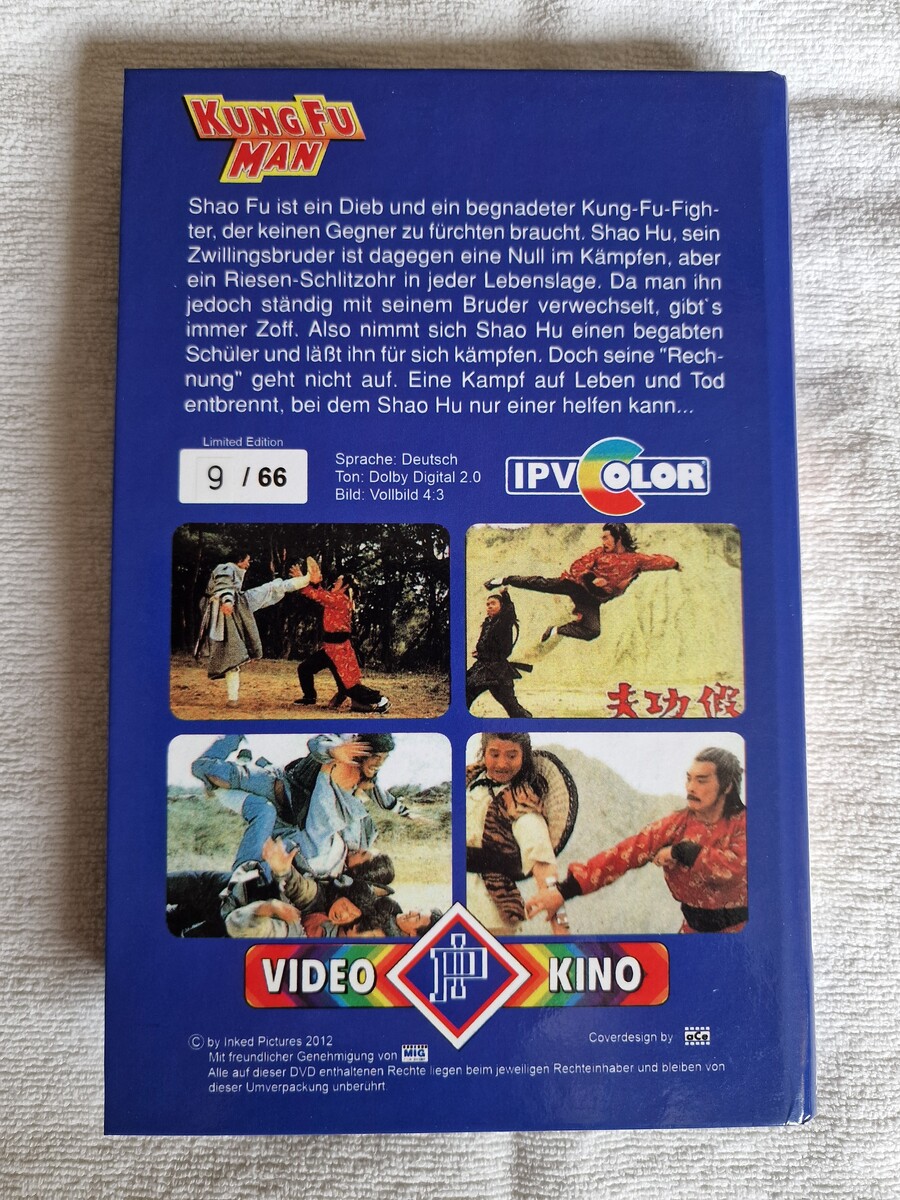 KUNG FU
MAN
Shao Fu ist ein Dieb und ein begnadeter Kung-Fu-Figh-
ter, der keinen Gegner zu fürchten braucht. Shao Hu, sein
Zwillingsbruder ist dagegen eine Null im Kämpfen, aber
ein Riesen-Schlitzohr in jeder Lebenslage. Da man ihn
jedoch ständig mit seinem Bruder verwechselt, gibt`s
immer Zoff. Also nimmt sich Shao Hu einen begabten
Schüler und läßt ihn für sich kämpfen. Doch seine "Rech-
nung" geht nicht auf. Eine Kampf auf Leben und Tod
entbrennt, bei dem Shao Hu nur einer helfen kann...
Limited Edition
9 / 66
Sprache: Deutsch
Ton: Dolby Digital 2.0
Bild: Vollbild 4:3
IPV COLOR
夫功假
VIDEO KINO
© by Inked Pictures 2012
Mit freundlicher Genehmigung von MIG
Coverdesign by aCe
Alle auf dieser DVD enthaltenen Rechte liegen beim jeweiligen Rechteinhaber und bleiben von
dieser Umverpackung unberührt.